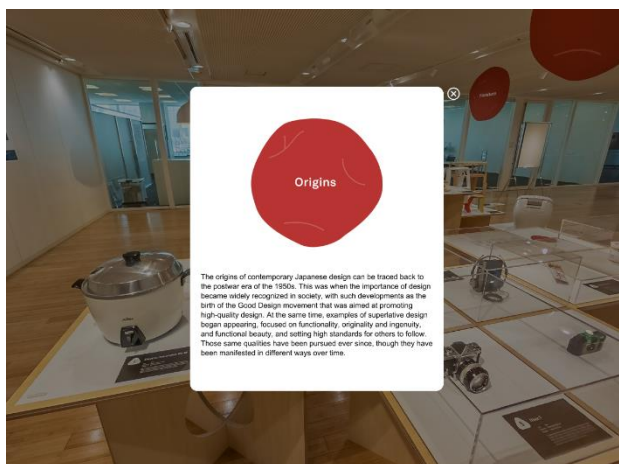 Origins
The origins of contemporary Japanese design can be traced back to
the postwar era of the 1950s. This was when the importance of design
became widely recognized in society, with such developments as the
birth of the Good Design movement that was aimed at promoting
high-quality design. At the same time, examples of superlative design
began appearing, focused on functionality, originality and ingenuity,
and functional beauty, and setting high standards for others to follow.
Those same qualities have been pursued ever since, though they have
been manifested in different ways over time.